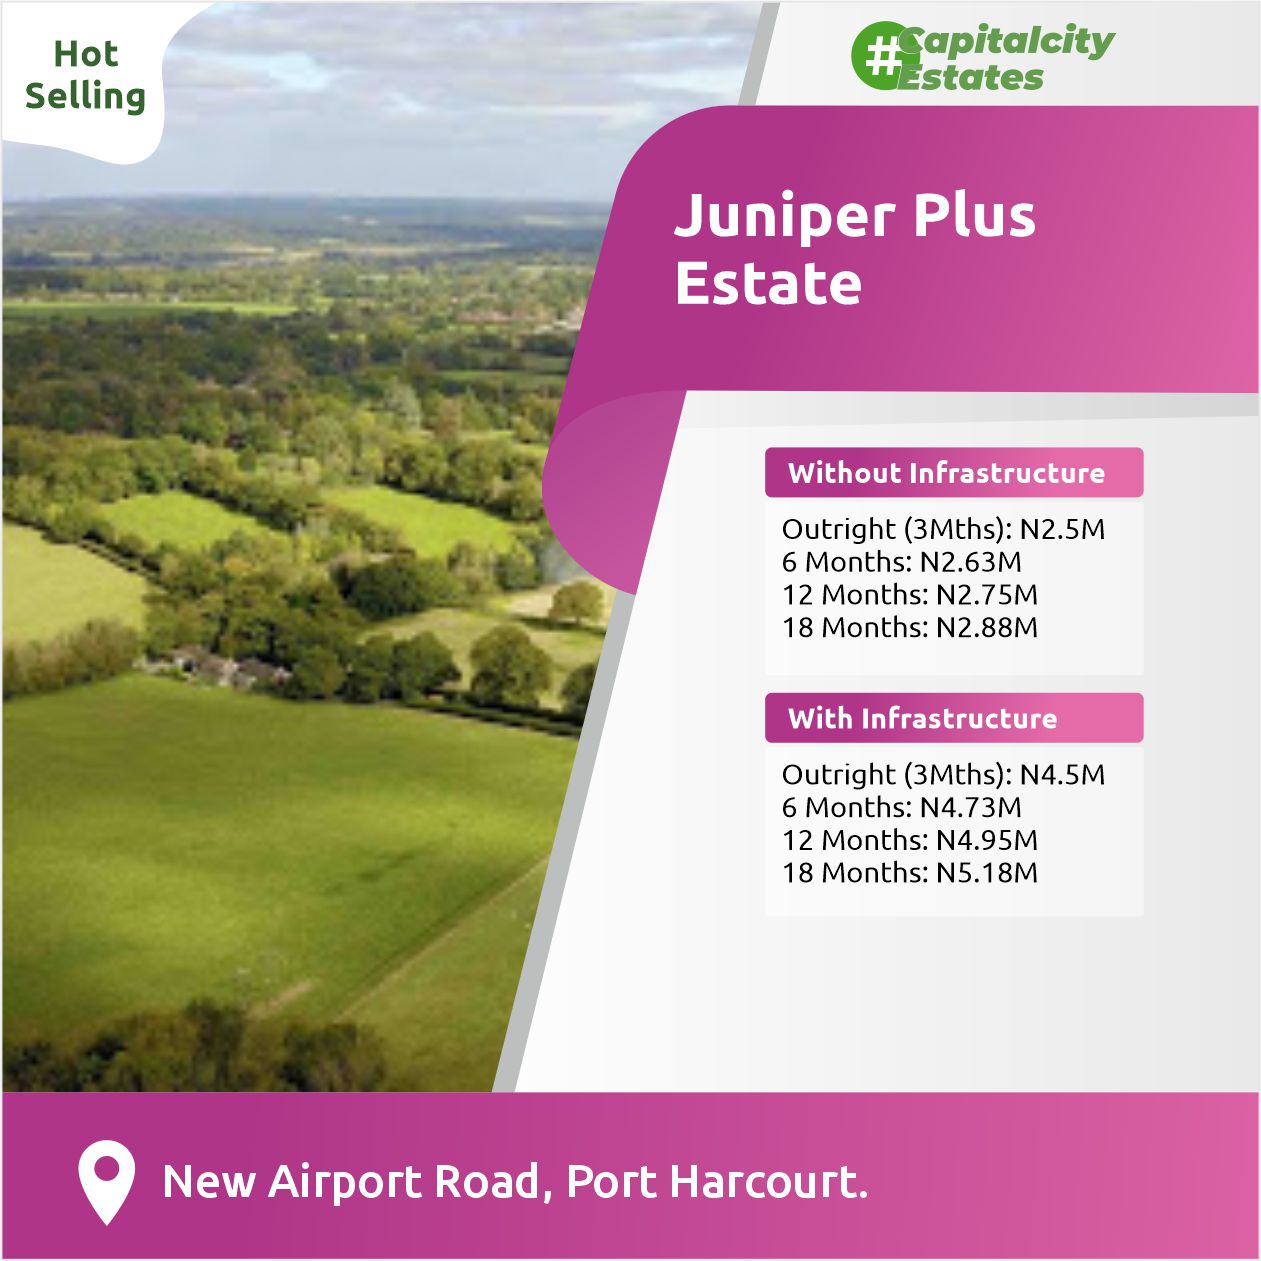 Hot
Selling
#Capitalcity
Estates
Juniper Plus
Estate
Without Infrastructure
Outright (3Mths): N2.5M
6 Months: N2.63M
12 Months: N2.75M
18 Months: N2.88M
With Infrastructure
Outright (3Mths): N4.5M
6 Months: N4.73M
12 Months: N4.95M
18 Months: N5.18M
New Airport Road, Port Harcourt.